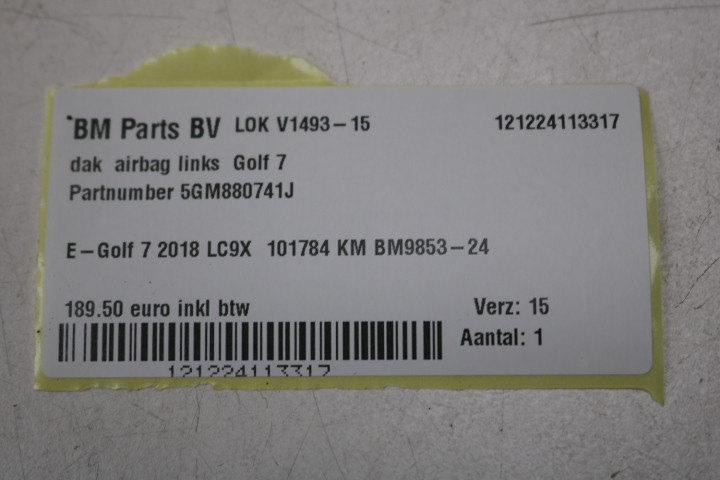 BM Parts BV LOK V1493-15 121224113317
dak airbag links Golf 7
Partnumber 5GM880741J
E-Golf 7 2018 LC9X 101784 KM BM9853-24
189.50 euro inkl btw Verz: 15
Aantal: 1
121224113317